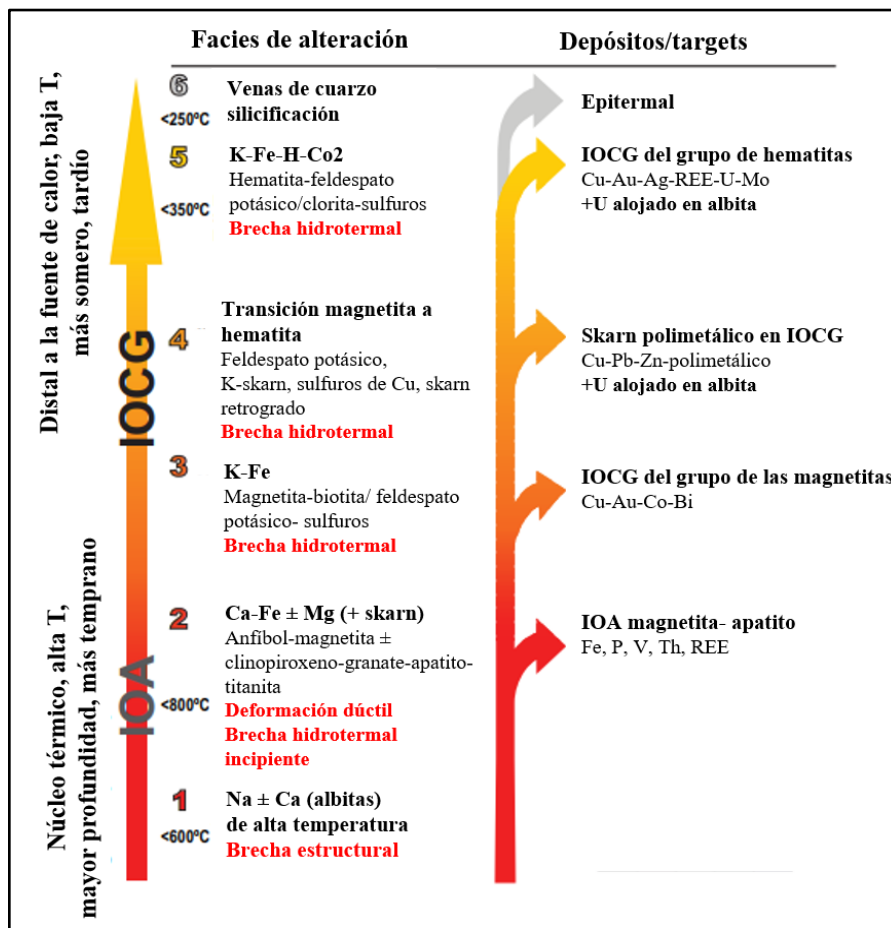 Facies de alteración
Depósitos/targets
Distal a la fuente de calor, baja T,
más somero, tardío
Núcleo térmico, alta T,
mayor profundidad, más temprano
IOCG
IOA
6
<250ºC
Venas de cuarzo
silicificación
5
<350ºC
K-Fe-H-Co2
Hematita-feldespato
potásico/clorita-sulfuros
Brecha hidrotermal
4
Transición magnetita a
hematita
Feldespato potásico,
K-skarn, sulfuros de Cu, skarn
retrogrado
Brecha hidrotermal
3
K-Fe
Magnetita-biotita/ feldespato
potásico- sulfuros
Brecha hidrotermal
2
<800ºC
Ca-Fe ± Mg (+ skarn)
Anfíbol-magnetita ±
clinopiroxeno-granate-apatito-
titanita
Deformación dúctil
Brecha hidrotermal
incipiente
1
<600ºC
Na ± Ca (albitas)
de alta temperatura
Brecha estructural
Epitermal
IOCG del grupo de hematitas
Cu-Au-Ag-REE-U-Mo
+U alojado en albita
Skarn polimetálico en IOCG
Cu-Pb-Zn-polimetálico
+U alojado en albita
IOCG del grupo de las magnetitas
Cu-Au-Co-Bi
IOA magnetita- apatito
Fe, P, V, Th, REE